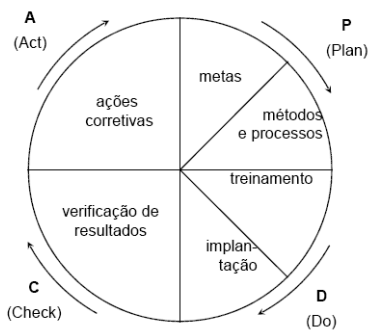 A
(Act)
P
(Plan)
metas
ações
corretivas
métodos
e processos
treinamento
verificação de
resultados
implan-
tação
C
(Check)
D
(Do)